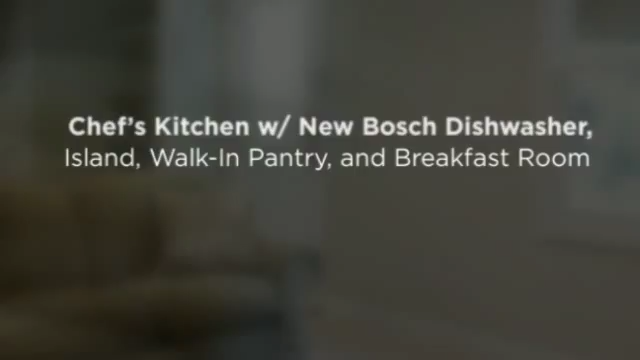 Chef’s Kitchen w/ New Bosch Dishwasher,
Island, Walk-In Pantry, and Breakfast Room